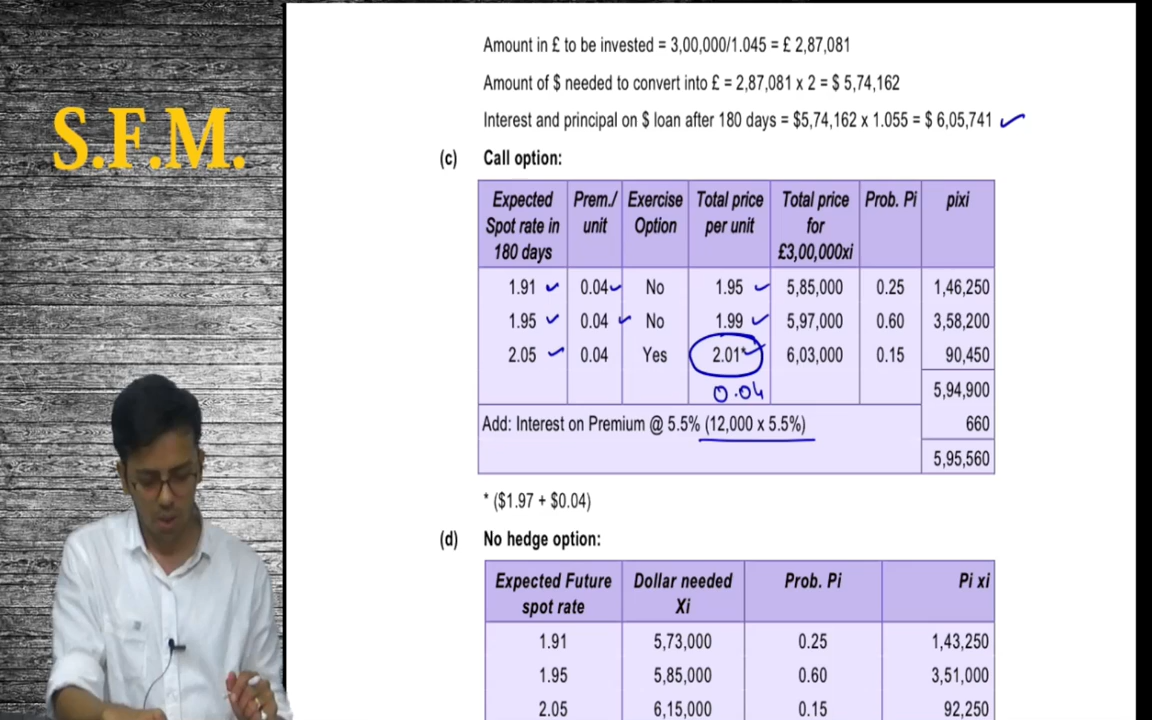 S.F.M.
Amount in £ to be invested = 3,00,000/1.045 = £ 2,87,081
Amount of $ needed to convert into £ = 2,87,081 x 2 = $ 5,74,162
Interest and principal on $ loan after 180 days = $5,74,162 x 1.055 = $ 6,05,741
(c) Call option:
Expected Spot rate in 180 days Prem./ unit Exercise Option Total price per unit Total price for £3,00,000xi Prob. Pi pixi
1.91 0.04 No 1.95 5,85,000 0.25 1,46,250
1.95 0.04 No 1.99 5,97,000 0.60 3,58,200
2.05 0.04 Yes 2.01* 6,03,000 0.15 90,450
0.04 5,94,900
Add: Interest on Premium @ 5.5% (12,000 x 5.5%) 660
5,95,560
* ($1.97 + $0.04)
(d) No hedge option:
Expected Future spot rate Dollar needed Xi Prob. Pi Pi xi
1.91 5,73,000 0.25 1,43,250
1.95 5,85,000 0.60 3,51,000
2.05 6,15,000 0.15 92,250